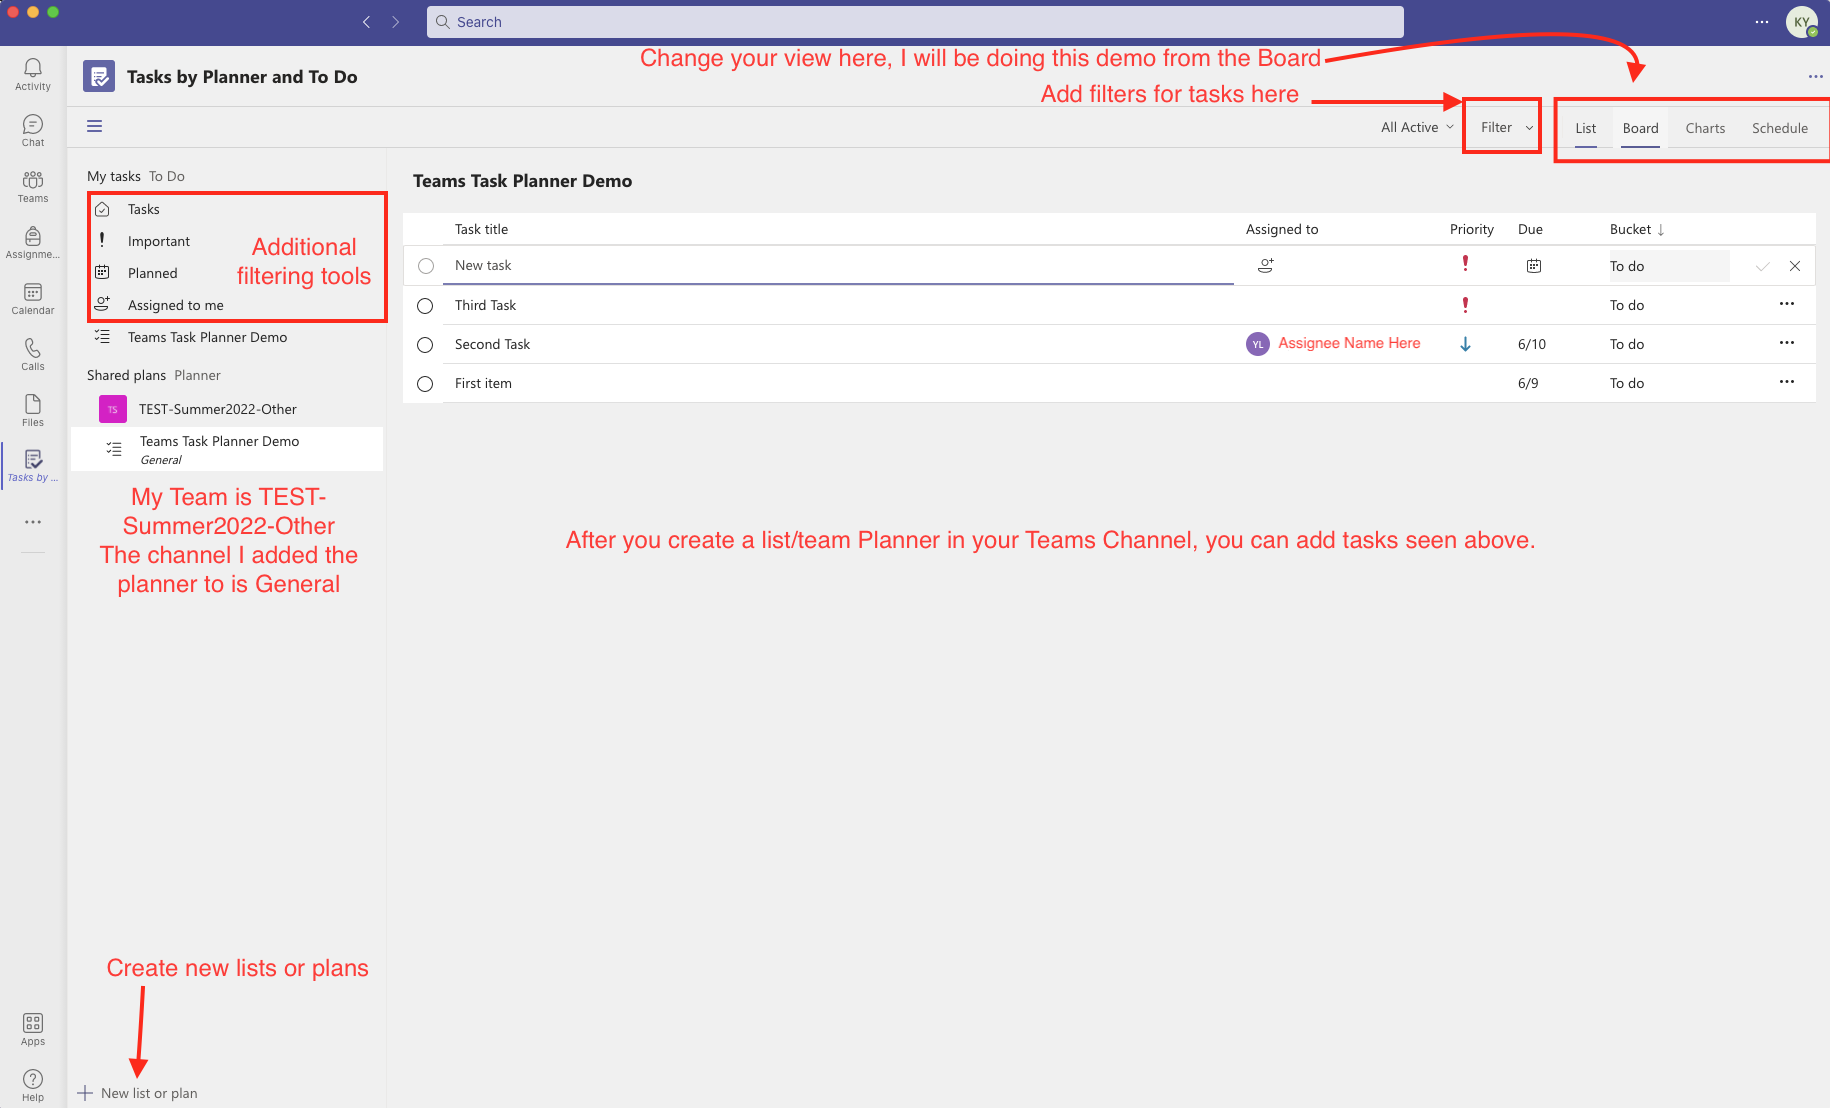 Search
KY
Change your view here, I will be doing this demo from the Board
Activity
Tasks by Planner and To Do
Add filters for tasks here
All Active
Filter
List
Board
Charts
Schedule
Chat
Teams
Assignme...
Calendar
Calls
Files
Tasks by ...
Apps
Help
My tasks To Do
Tasks
Important
Planned
Assigned to me
Additional
filtering tools
Teams Task Planner Demo
Shared plans Planner
TS TEST-Summer2022-Other
Teams Task Planner Demo
General
My Team is TEST-
Summer2022-Other
The channel I added the
planner to is General
Create new lists or plans
New list or plan
Teams Task Planner Demo
Task title Assigned to Priority Due Bucket ↓
New task To do
Third Task To do
Second Task YL Assignee Name Here 6/10 To do
First item 6/9 To do
After you create a list/team Planner in your Teams Channel, you can add tasks seen above.